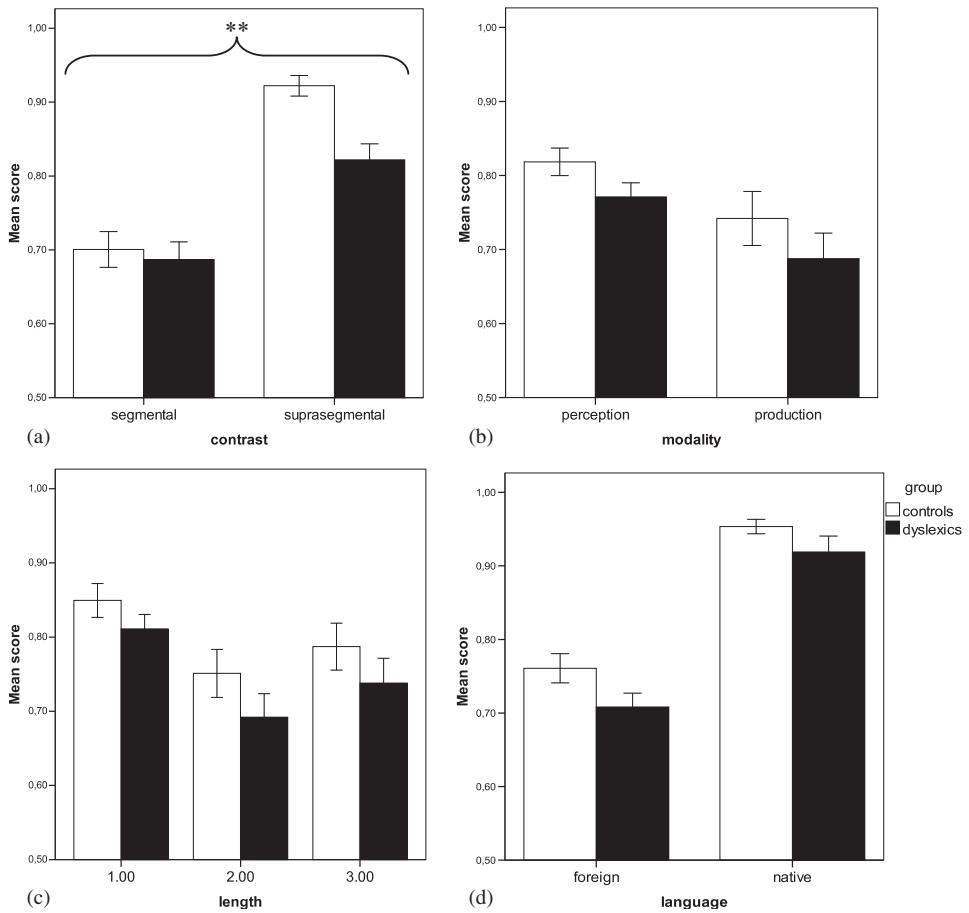 **
1,00
0,90
0,80
0,70
0,60
0,50
Mean score
segmental suprasegmental
(a) contrast
1,00
0,90
0,80
0,70
0,60
0,50
Mean score
perception production
(b) modality
1,00
0,90
0,80
0,70
0,60
0,50
Mean score
1.00 2.00 3.00
(c) length
1,00
0,90
0,80
0,70
0,60
0,50
Mean score
foreign native
(d) language
group
controls
dyslexics